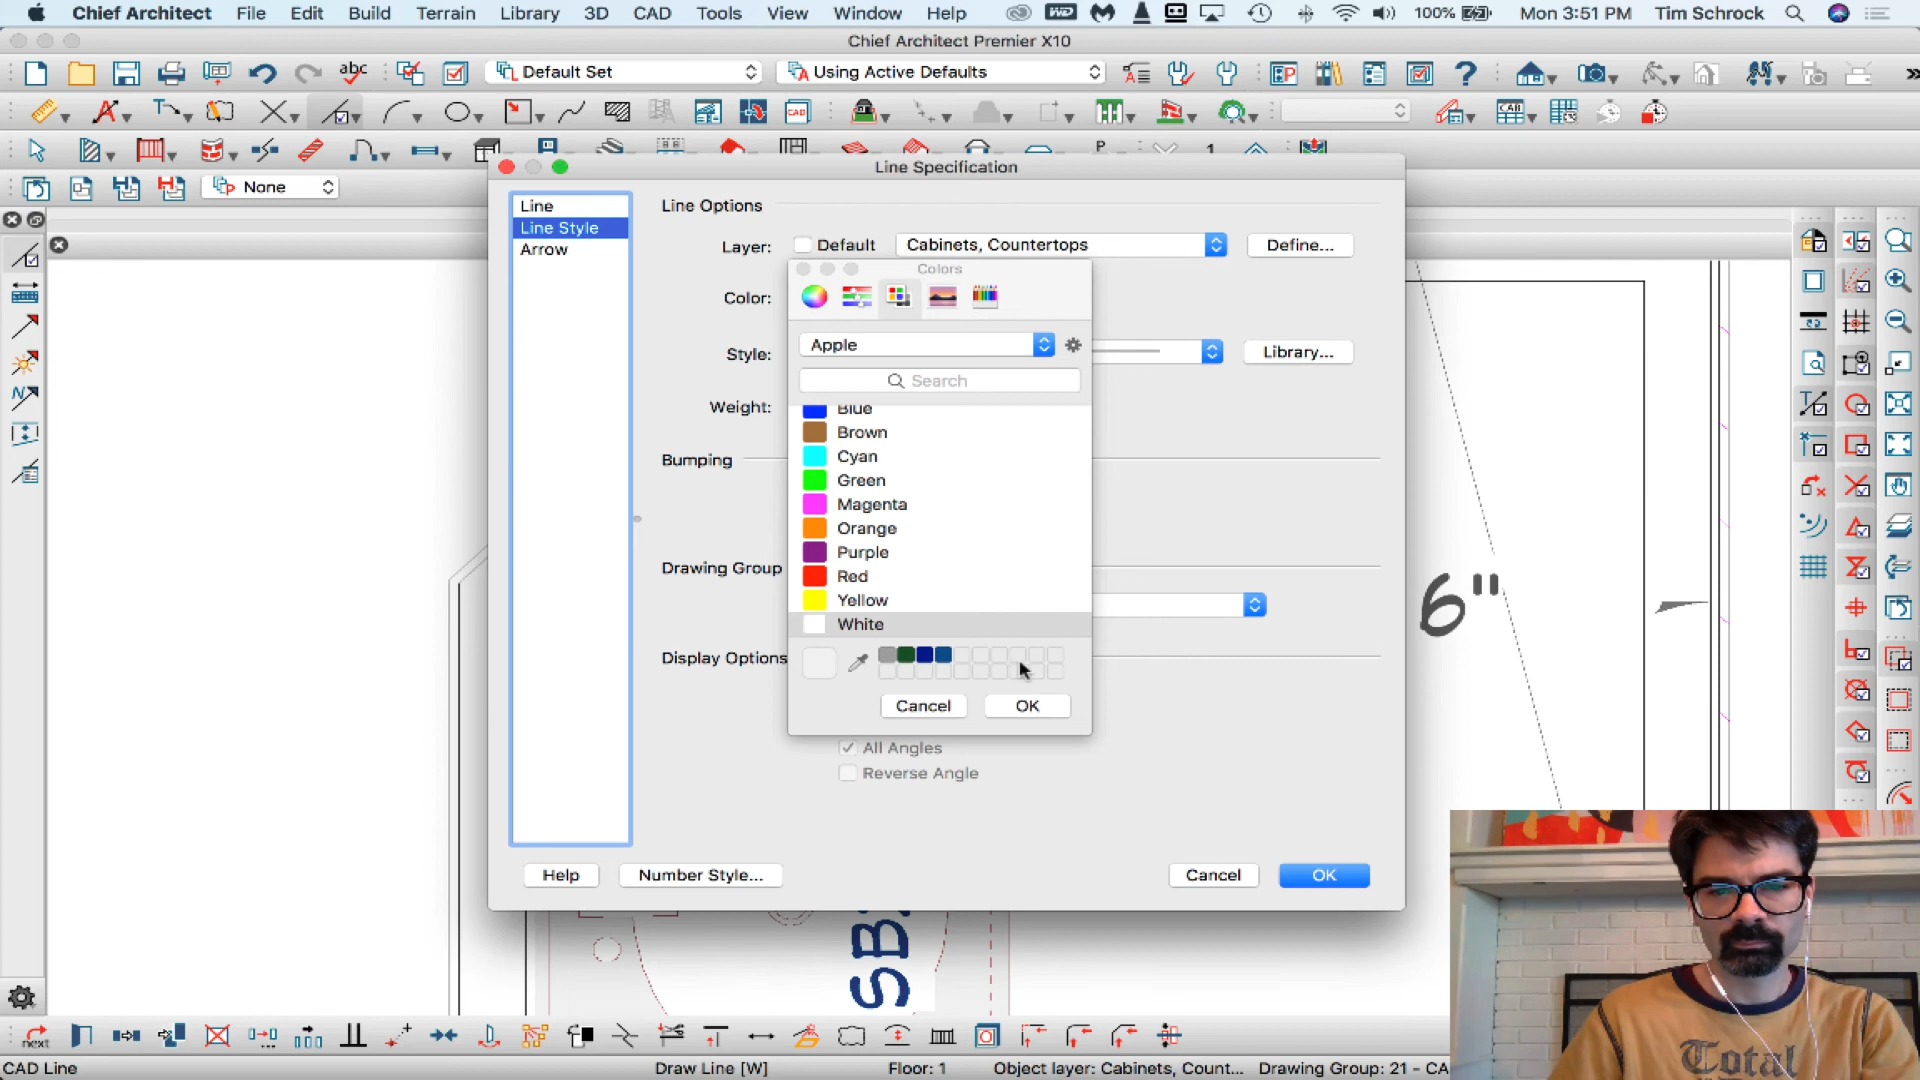 Chief Architect File Edit Build Terrain Library 3D CAD Tools View Window Help 100% Mon 3:51 PM Tim Schrock
Chief Architect Premier X10
abc Default Set Using Active Defaults
None
Line Specification
Line
Line Style
Arrow
Line Options
Layer: Default Cabinets, Countertops Define...
Colors
Color:
Apple
Style: Library...
Search
Weight:
Blue
Brown
Bumping
Cyan
Green
Magenta
Orange
Purple
Drawing Group
Red
Yellow
White
Display Options
Cancel OK
All Angles
Reverse Angle
Help Number Style... Cancel OK
6"
SB
next
CAD Line Draw Line [W] Floor: 1 Object layer: Cabinets, Count... Drawing Group: 21 - CA
Total